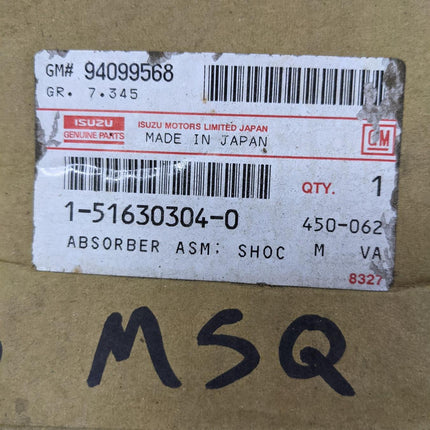 GM# 94099568
GR. 7.345
ISUZU
GENUINE PARTS
ISUZU MOTORS LIMITED JAPAN
MADE IN JAPAN
GM
QTY. 1
1-51630304-0
450-062
ABSORBER ASM; SHOC M VA
8327
MSQ